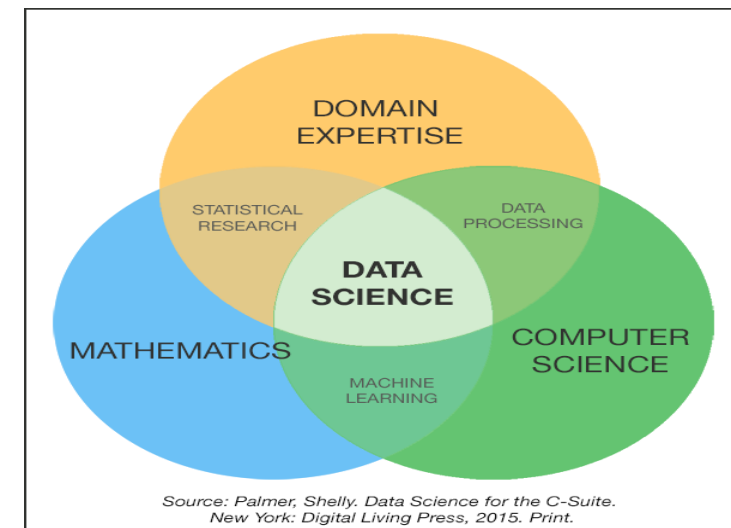 DOMAIN
EXPERTISE
STATISTICAL
RESEARCH
DATA
PROCESSING
DATA
SCIENCE
MATHEMATICS
COMPUTER
SCIENCE
MACHINE
LEARNING
Source: Palmer, Shelly. Data Science for the C-Suite.
New York: Digital Living Press, 2015. Print.